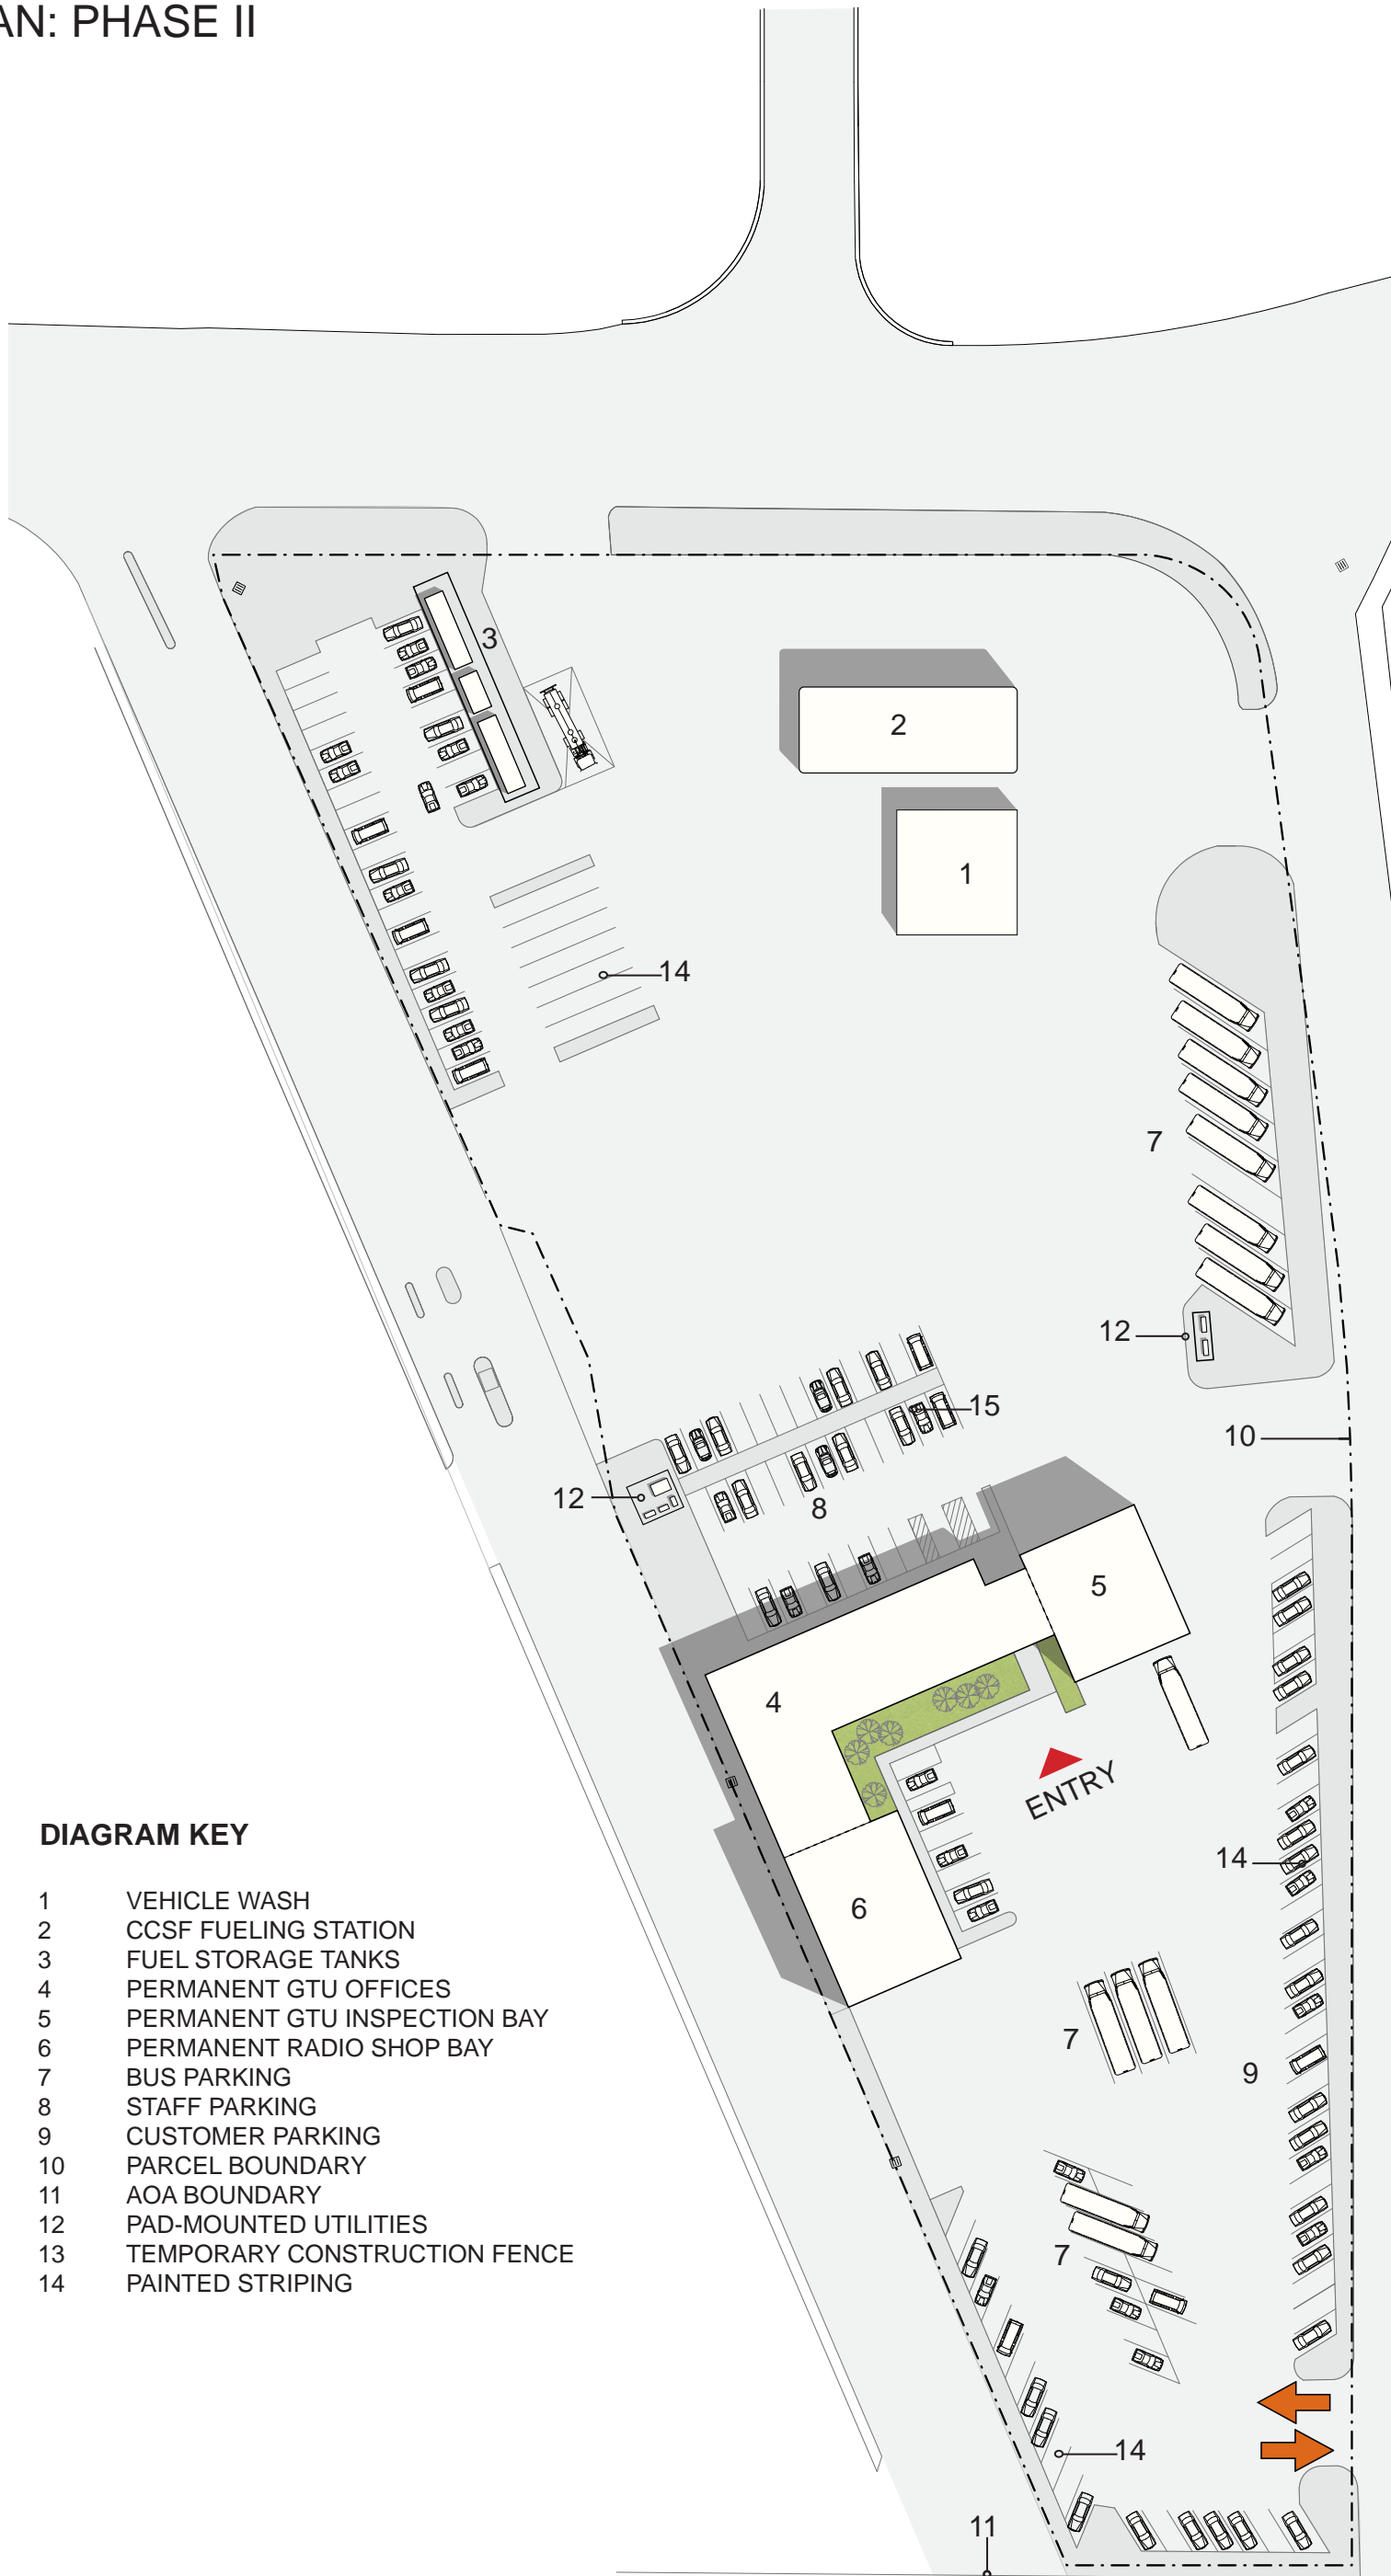 AN: PHASE II
3
2
1
14
7
12
15
10
12
8
5
4
ENTRY
14
6
7
9
7
14
11
DIAGRAM KEY
1 VEHICLE WASH
2 CCSF FUELING STATION
3 FUEL STORAGE TANKS
4 PERMANENT GTU OFFICES
5 PERMANENT GTU INSPECTION BAY
6 PERMANENT RADIO SHOP BAY
7 BUS PARKING
8 STAFF PARKING
9 CUSTOMER PARKING
10 PARCEL BOUNDARY
11 AOA BOUNDARY
12 PAD-MOUNTED UTILITIES
13 TEMPORARY CONSTRUCTION FENCE
14 PAINTED STRIPING